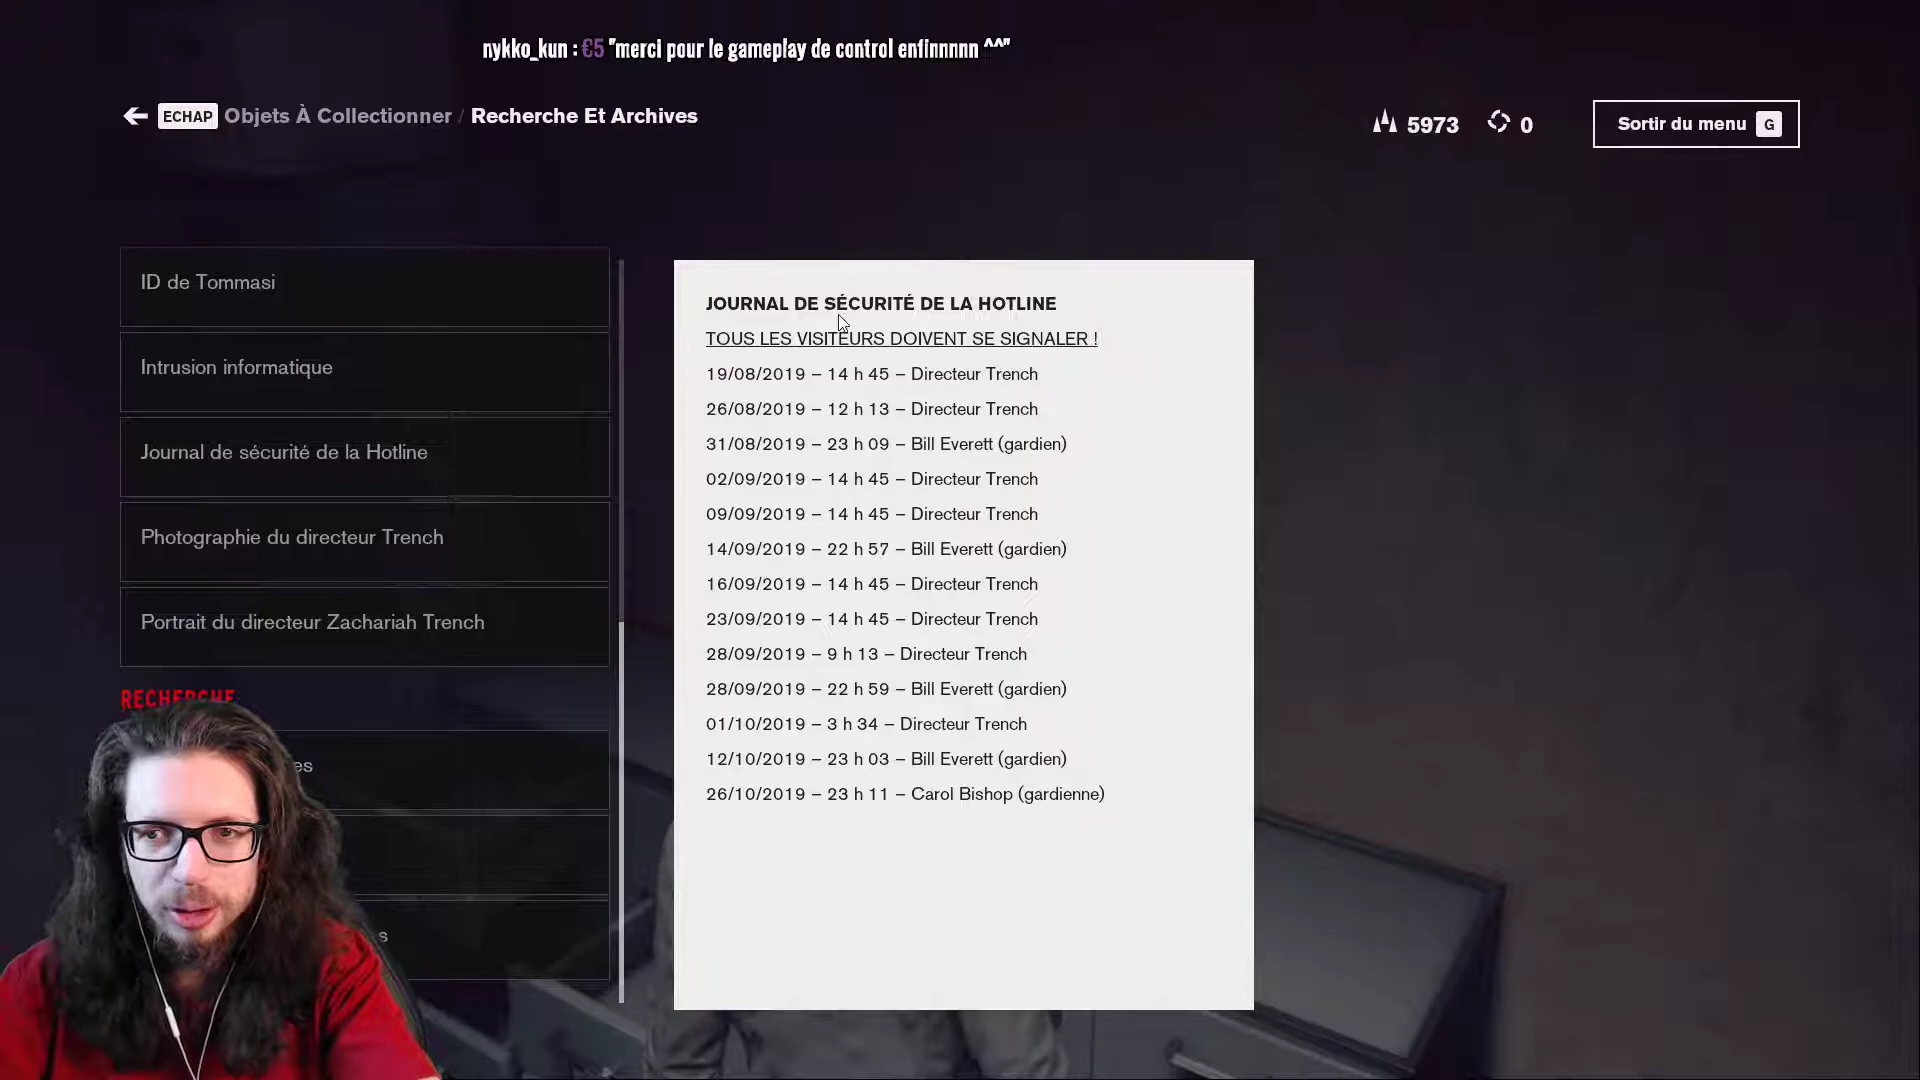 nykko_kun : €5 "merci pour le gameplay de control enfinnnnn ^^"
ECHAP Objets À Collectionner / Recherche Et Archives
5973 0
Sortir du menu G
ID de Tommasi
Intrusion informatique
Journal de sécurité de la Hotline
Photographie du directeur Trench
Portrait du directeur Zachariah Trench
RECHERCHE
es
s
JOURNAL DE SÉCURITÉ DE LA HOTLINE
TOUS LES VISITEURS DOIVENT SE SIGNALER !
19/08/2019 – 14 h 45 – Directeur Trench
26/08/2019 – 12 h 13 – Directeur Trench
31/08/2019 – 23 h 09 – Bill Everett (gardien)
02/09/2019 – 14 h 45 – Directeur Trench
09/09/2019 – 14 h 45 – Directeur Trench
14/09/2019 – 22 h 57 – Bill Everett (gardien)
16/09/2019 – 14 h 45 – Directeur Trench
23/09/2019 – 14 h 45 – Directeur Trench
28/09/2019 – 9 h 13 – Directeur Trench
28/09/2019 – 22 h 59 – Bill Everett (gardien)
01/10/2019 – 3 h 34 – Directeur Trench
12/10/2019 – 23 h 03 – Bill Everett (gardien)
26/10/2019 – 23 h 11 – Carol Bishop (gardienne)